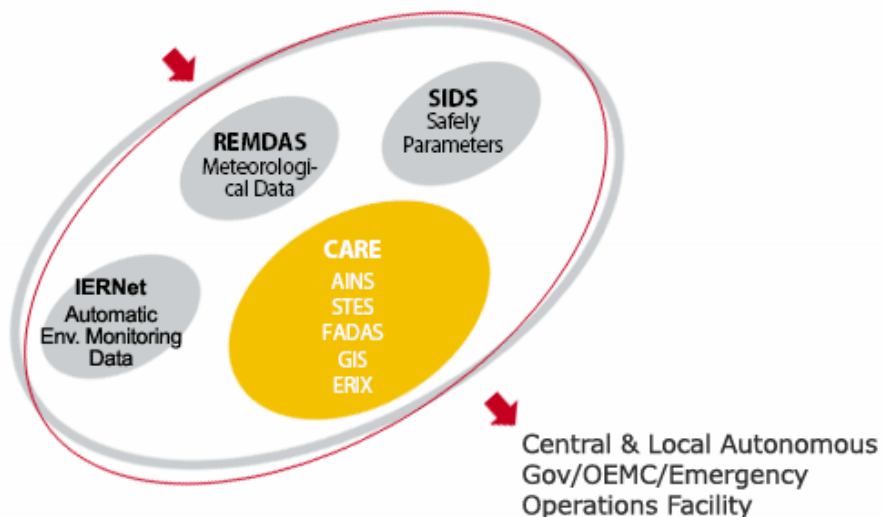 SIDS
Safely
Parameters
REMDAS
Meteorologi-
cal Data
CARE
AINS
STES
FADAS
GIS
ERIX
IERNet
Automatic
Env. Monitoring
Data
Central & Local Autonomous
Gov/OEMC/Emergency
Operations Facility